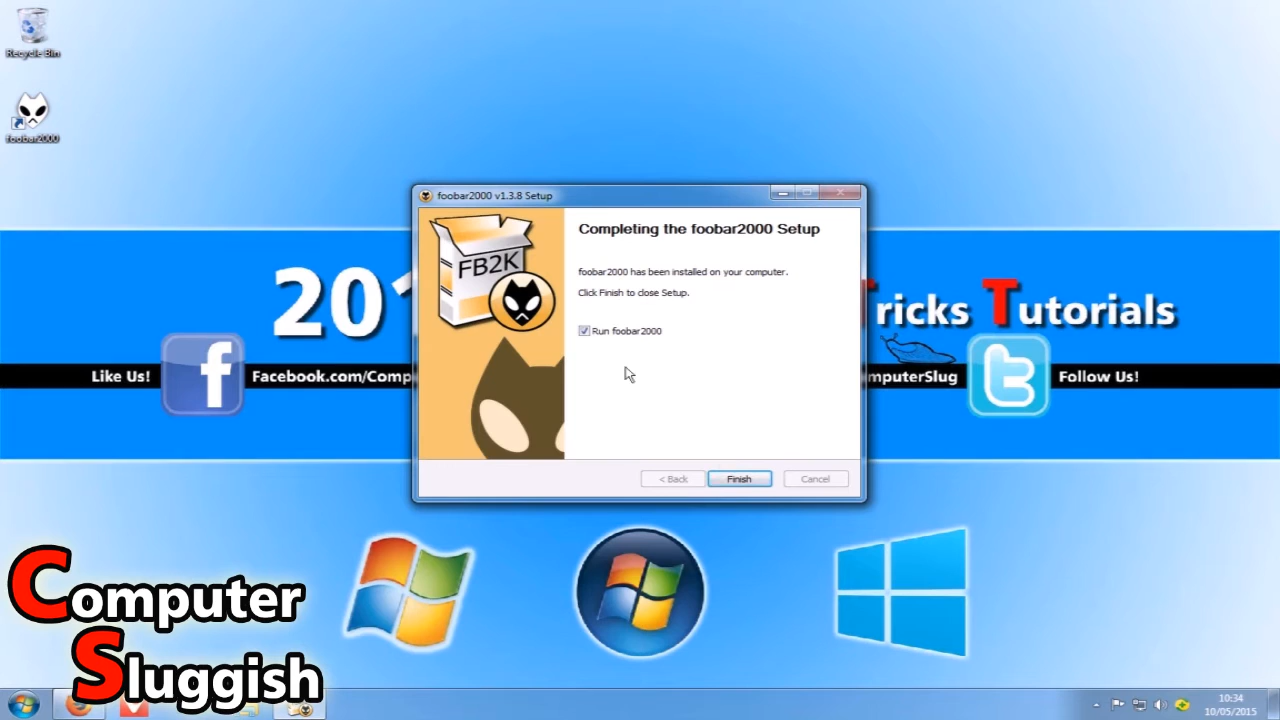 Recycle Bin
foobar2000
foobar2000 v1.3.8 Setup
FB2K
Completing the foobar2000 Setup
foobar2000 has been installed on your computer.
Click Finish to close Setup.
Run foobar2000
< Back
Finish
Cancel
201
Tricks Tutorials
Like Us!
Facebook.com/Comp
mputerSlug
Follow Us!
Computer
Sluggish
10:34
10/05/2015